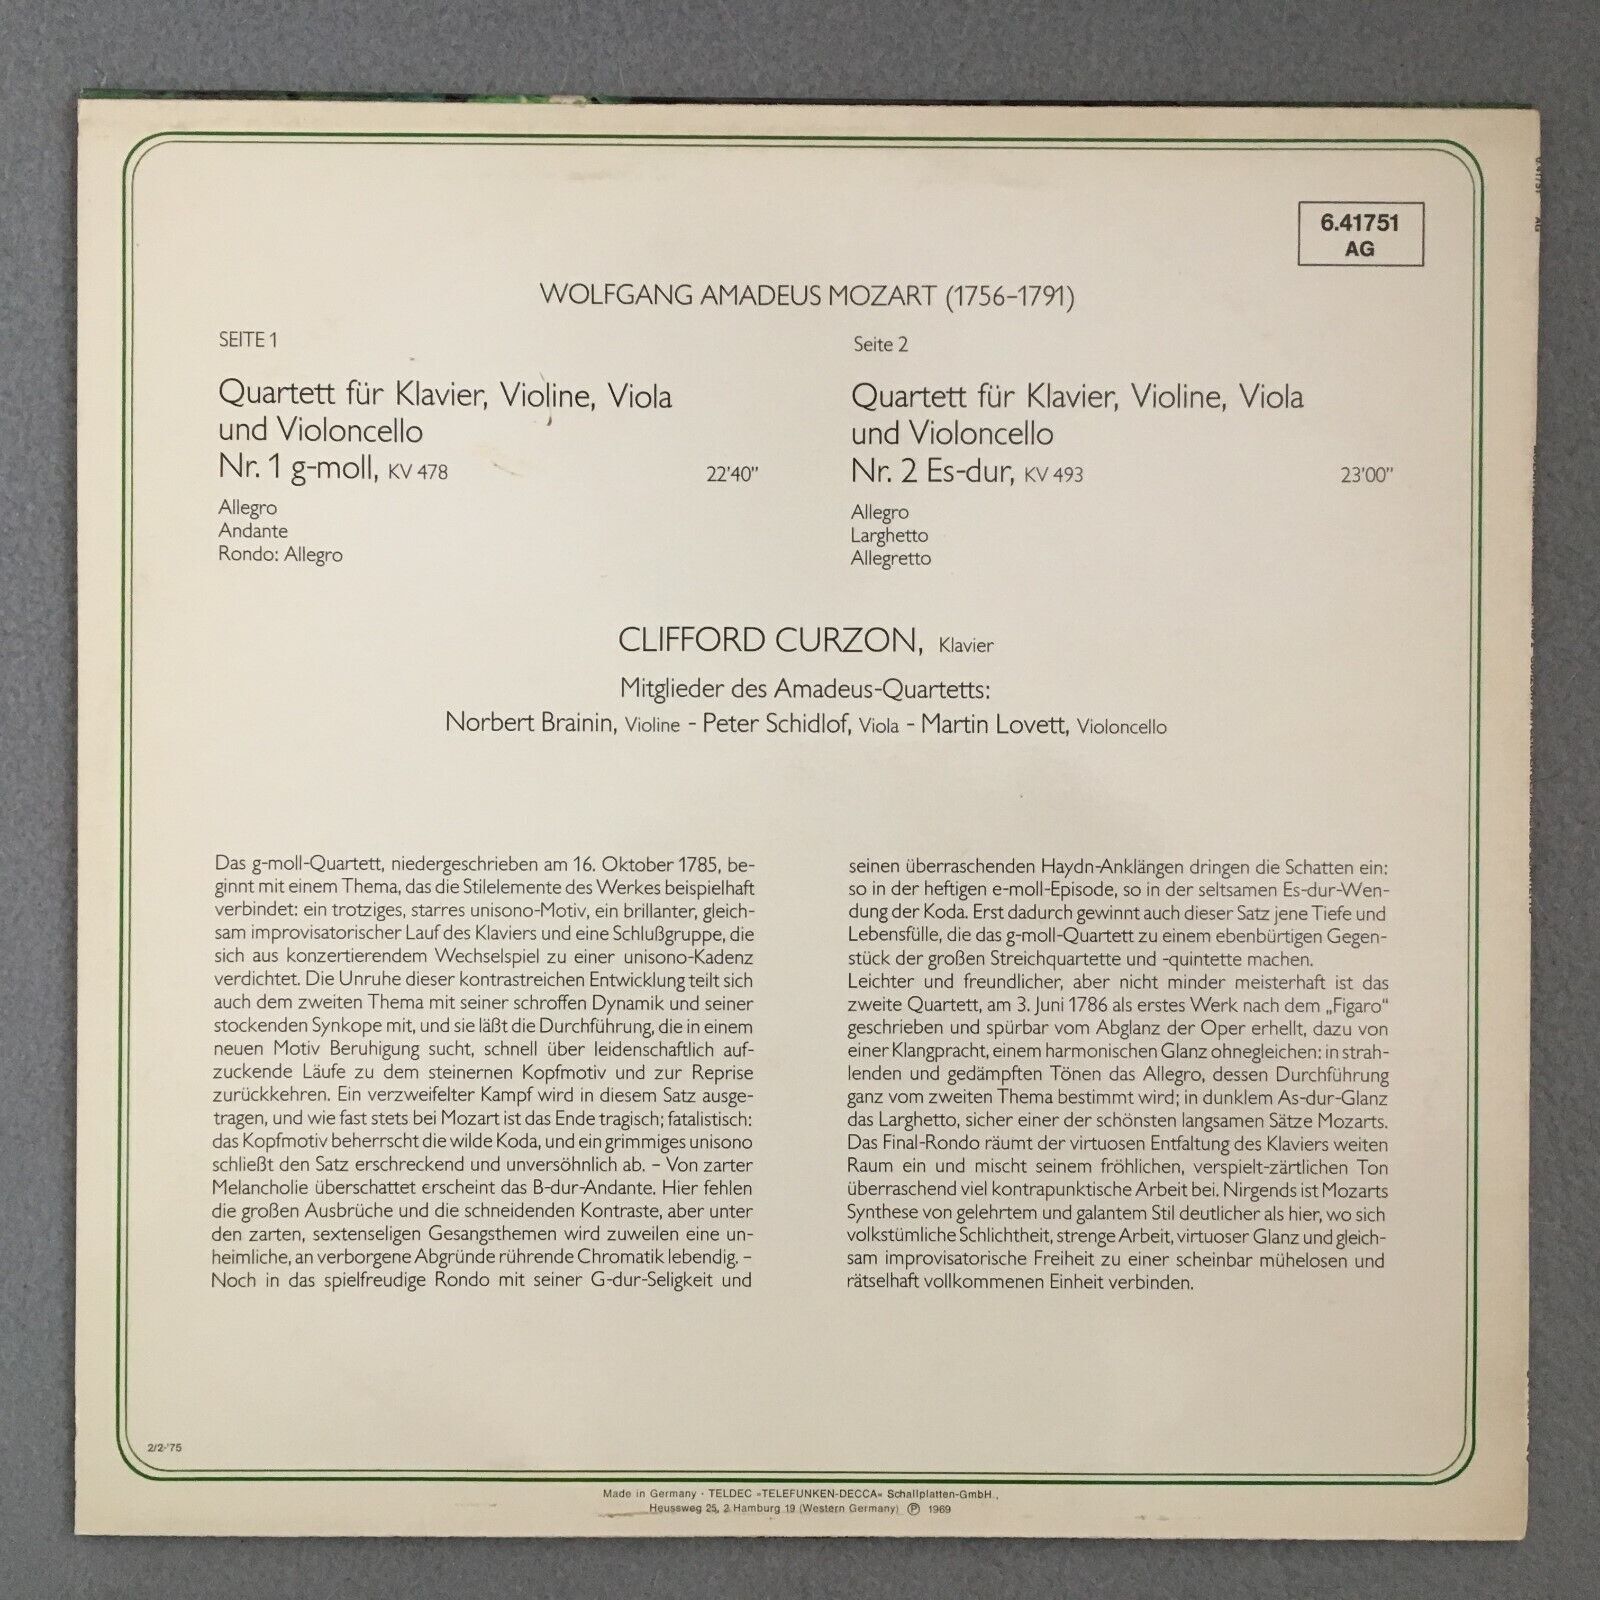 6.41751
AG
WOLFGANG AMADEUS MOZART (1756-1791)
SEITE 1
Quartett für Klavier, Violine, Viola
und Violoncello
Nr. 1 g-moll, KV 478 22'40"
Allegro
Andante
Rondo: Allegro
Seite 2
Quartett für Klavier, Violine, Viola
und Violoncello
Nr. 2 Es-dur, KV 493 23'00"
Allegro
Larghetto
Allegretto
CLIFFORD CURZON, Klavier
Mitglieder des Amadeus-Quartetts:
Norbert Brainin, Violine - Peter Schidlof, Viola - Martin Lovett, Violoncello
Das g-moll-Quartett, niedergeschrieben am 16. Oktober 1785, be-
ginnt mit einem Thema, das die Stilelemente des Werkes beispielhaft
verbindet: ein trotziges, starres unisono-Motiv, ein brillanter, gleich-
sam improvisatorischer Lauf des Klaviers und eine Schlußgruppe, die
sich aus konzertierendem Wechselspiel zu einer unisono-Kadenz
verdichtet. Die Unruhe dieser kontrastreichen Entwicklung teilt sich
auch dem zweiten Thema mit seiner schroffen Dynamik und seiner
stockenden Synkope mit, und sie läßt die Durchführung, die in einem
neuen Motiv Beruhigung sucht, schnell über leidenschaftlich auf-
zuckende Läufe zu dem steinernen Kopfmotiv und zur Reprise
zurückkehren. Ein verzweifelter Kampf wird in diesem Satz ausge-
tragen, und wie fast stets bei Mozart ist das Ende tragisch; fatalistisch:
das Kopfmotiv beherrscht die wilde Koda, und ein grimmiges unisono
schließt den Satz erschreckend und unversöhnlich ab. – Von zarter
Melancholie überschattet erscheint das B-dur-Andante. Hier fehlen
die großen Ausbrüche und die schneidenden Kontraste, aber unter
den zarten, sextenseligen Gesangsthemen wird zuweilen eine un-
heimliche, an verborgene Abgründe rührende Chromatik lebendig. –
Noch in das spielfreudige Rondo mit seiner G-dur-Seligkeit und
seinen überraschenden Haydn-Anklängen dringen die Schatten ein:
so in der heftigen e-moll-Episode, so in der seltsamen Es-dur-Wen-
dung der Koda. Erst dadurch gewinnt auch dieser Satz jene Tiefe und
Lebensfülle, die das g-moll-Quartett zu einem ebenbürtigen Gegen-
stück der großen Streichquartette und -quintette machen.
Leichter und freundlicher, aber nicht minder meisterhaft ist das
zweite Quartett, am 3. Juni 1786 als erstes Werk nach dem „Figaro“
geschrieben und spürbar vom Abglanz der Oper erhellt, dazu von
einer Klangpracht, einem harmonischen Glanz ohnegleichen: in strah-
lenden und gedämpften Tönen das Allegro, dessen Durchführung
ganz vom zweiten Thema bestimmt wird; in dunklem As-dur-Glanz
das Larghetto, sicher einer der schönsten langsamen Sätze Mozarts.
Das Final-Rondo räumt der virtuosen Entfaltung des Klaviers weiten
Raum ein und mischt seinem fröhlichen, verspielt-zärtlichen Ton
überraschend viel kontrapunktische Arbeit bei. Nirgends ist Mozarts
Synthese von gelehrtem und galantem Stil deutlicher als hier, wo sich
volkstümliche Schlichtheit, strenge Arbeit, virtuoser Glanz und gleich-
sam improvisatorische Freiheit zu einer scheinbar mühelosen und
rätselhaft vollkommenen Einheit verbinden.
2/2-'75
Made in Germany · TELDEC »TELEFUNKEN-DECCA« Schallplatten-GmbH.,
Heussweg 25, 2 Hamburg 19 (Western Germany) Ⓟ 1969